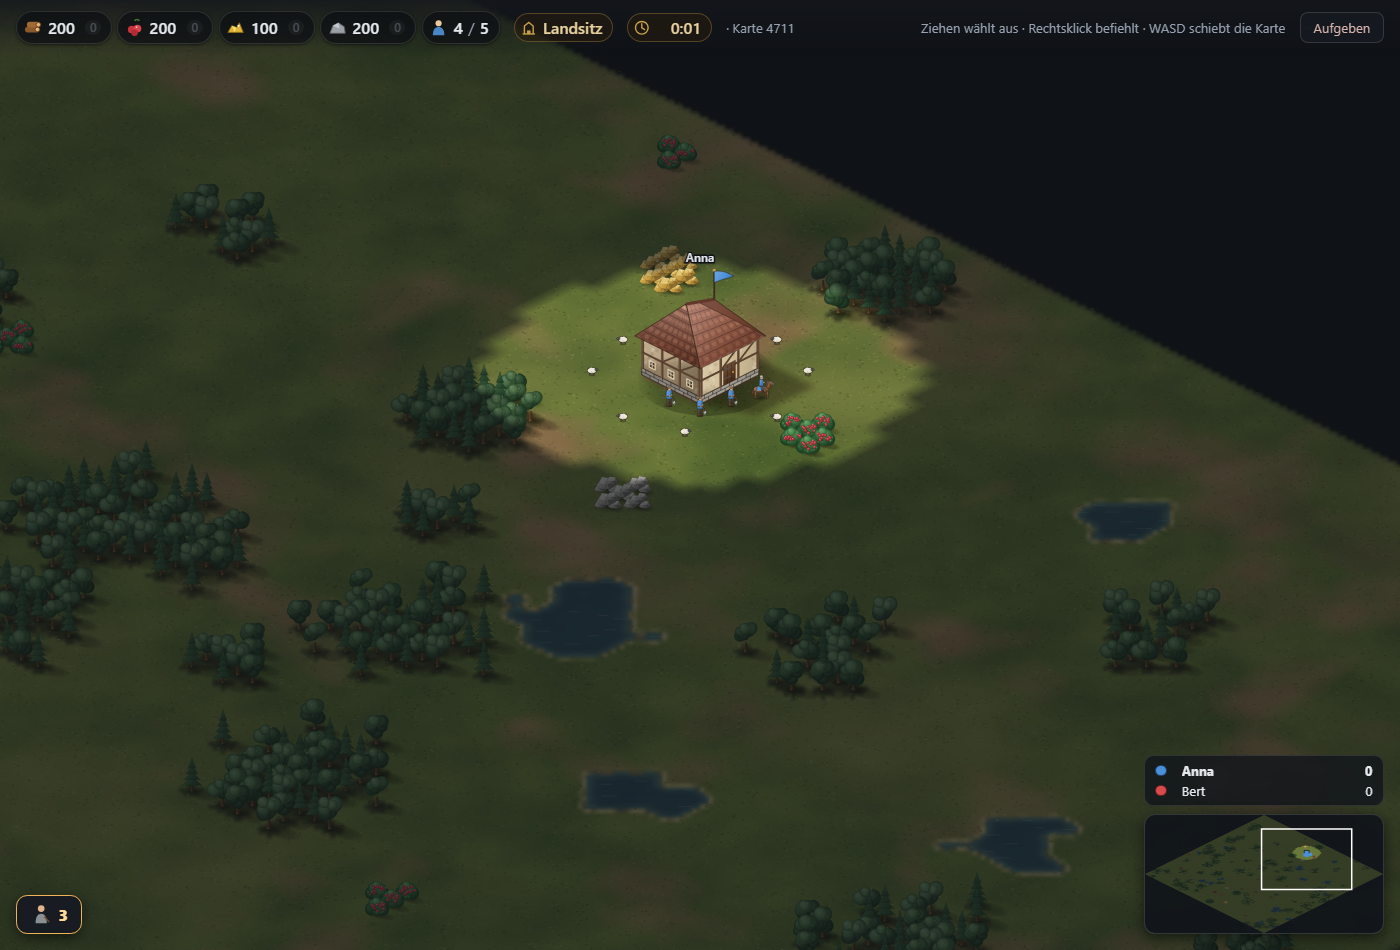 200 0 200 0 100 0 200 0 4 / 5 Landsitz 0:01 · Karte 4711 Ziehen wählt aus · Rechtsklick befiehlt · WASD schiebt die Karte Aufgeben
Anna
Anna 0
Bert 0
3